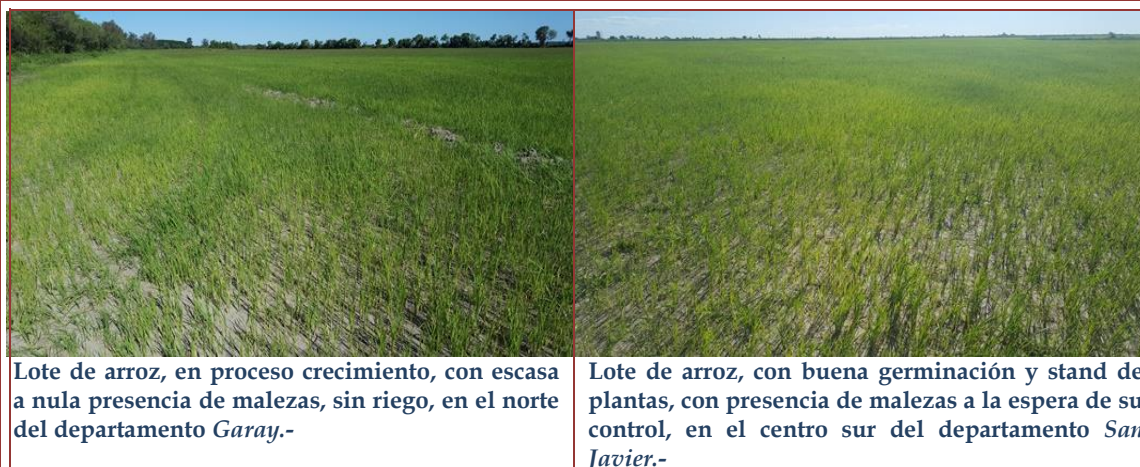 Lote de arroz, en proceso crecimiento, con escasa
a nula presencia de malezas, sin riego, en el norte
del departamento Garay.-
Lote de arroz, con buena germinación y stand de
plantas, con presencia de malezas a la espera de su
control, en el centro sur del departamento San
Javier.-